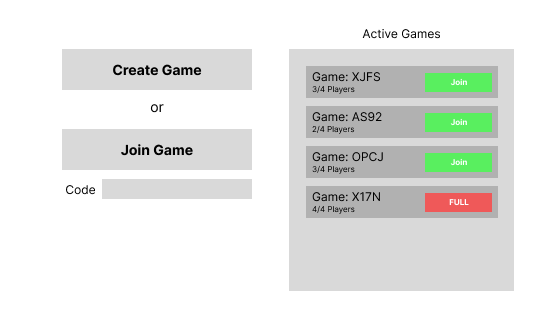 Create Game
or
Join Game
Code
Active Games
Game: XJFS
3/4 Players
Join
Game: AS92
2/4 Players
Join
Game: OPCJ
3/4 Players
Join
Game: X17N
4/4 Players
FULL